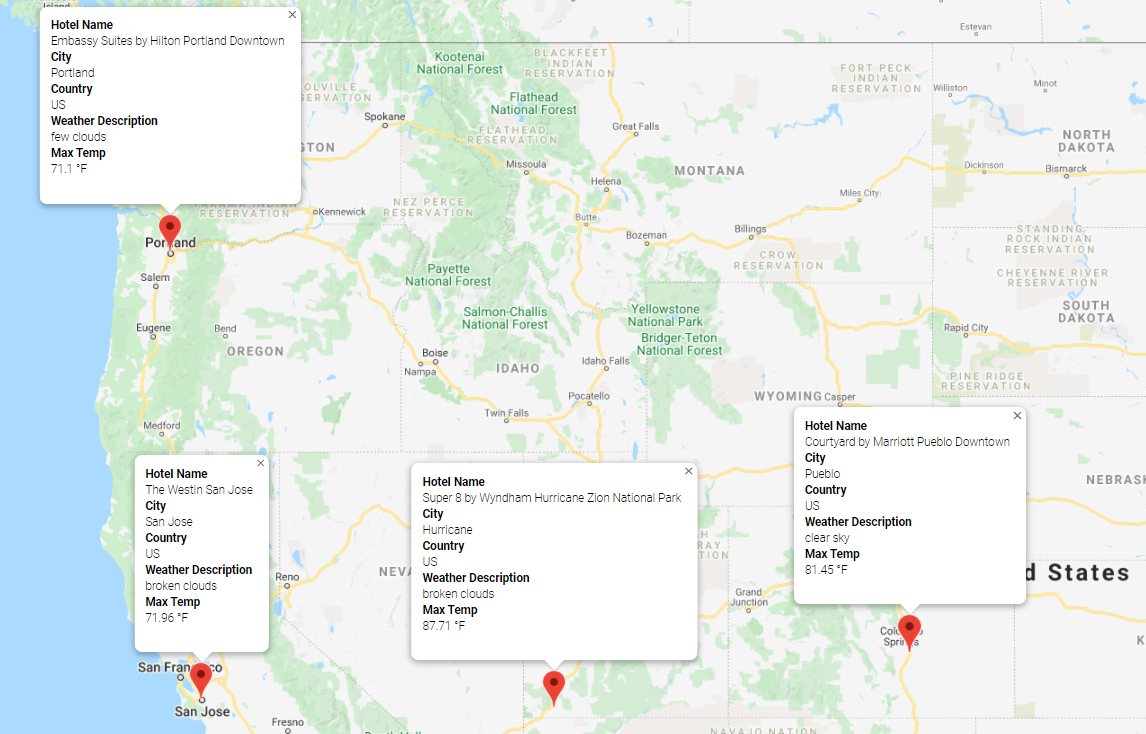 Island
Hotel Name
Embassy Suites by Hilton Portland Downtown
City
Portland
Country
US
Weather Description
few clouds
Max Temp
71.1 °F
Estevan
Kootenai
National Forest
BLACKFEET
INDIAN
RESERVATION
FORT PECK
INDIAN
RESERVATION
Williston
Minot
Flathead
National Forest
Spokane
FLATHEAD
RESERVATION
Great Falls
NORTH
DAKOTA
Missoula
Helena
MONTANA
Dickinson
Bismarck
Miles City
NEZ PERCE
RESERVATION
Kennewick
RESERVATION
Butte
Bozeman
Billings
CROW
RESERVATION
STANDING
ROCK INDIAN
RESERVATION
CHEYENNE RIVER
RESERVATION
Portland
Salem
Payette
National Forest
Salmon-Challis
National Forest
Yellowstone
National Park
Bridger-Teton
National Forest
SOUTH
DAKOTA
Rapid City
Eugene
Bend
OREGON
Boise
Nampa
IDAHO
Idaho Falls
Pocatello
PINE RIDGE
RESERVATION
WYOMING
Casper
Twin Falls
Medford
Hotel Name
The Westin San Jose
City
San Jose
Country
US
Weather Description
broken clouds
Max Temp
71.96 °F
Hotel Name
Super 8 by Wyndham Hurricane Zion National Park
City
Hurricane
Country
US
Weather Description
broken clouds
Max Temp
87.71 °F
Hotel Name
Courtyard by Marriott Pueblo Downtown
City
Pueblo
Country
US
Weather Description
clear sky
Max Temp
81.45 °F
Reno
Grand
Junction
States
San Jose
Fresno
NAVAJO NATION